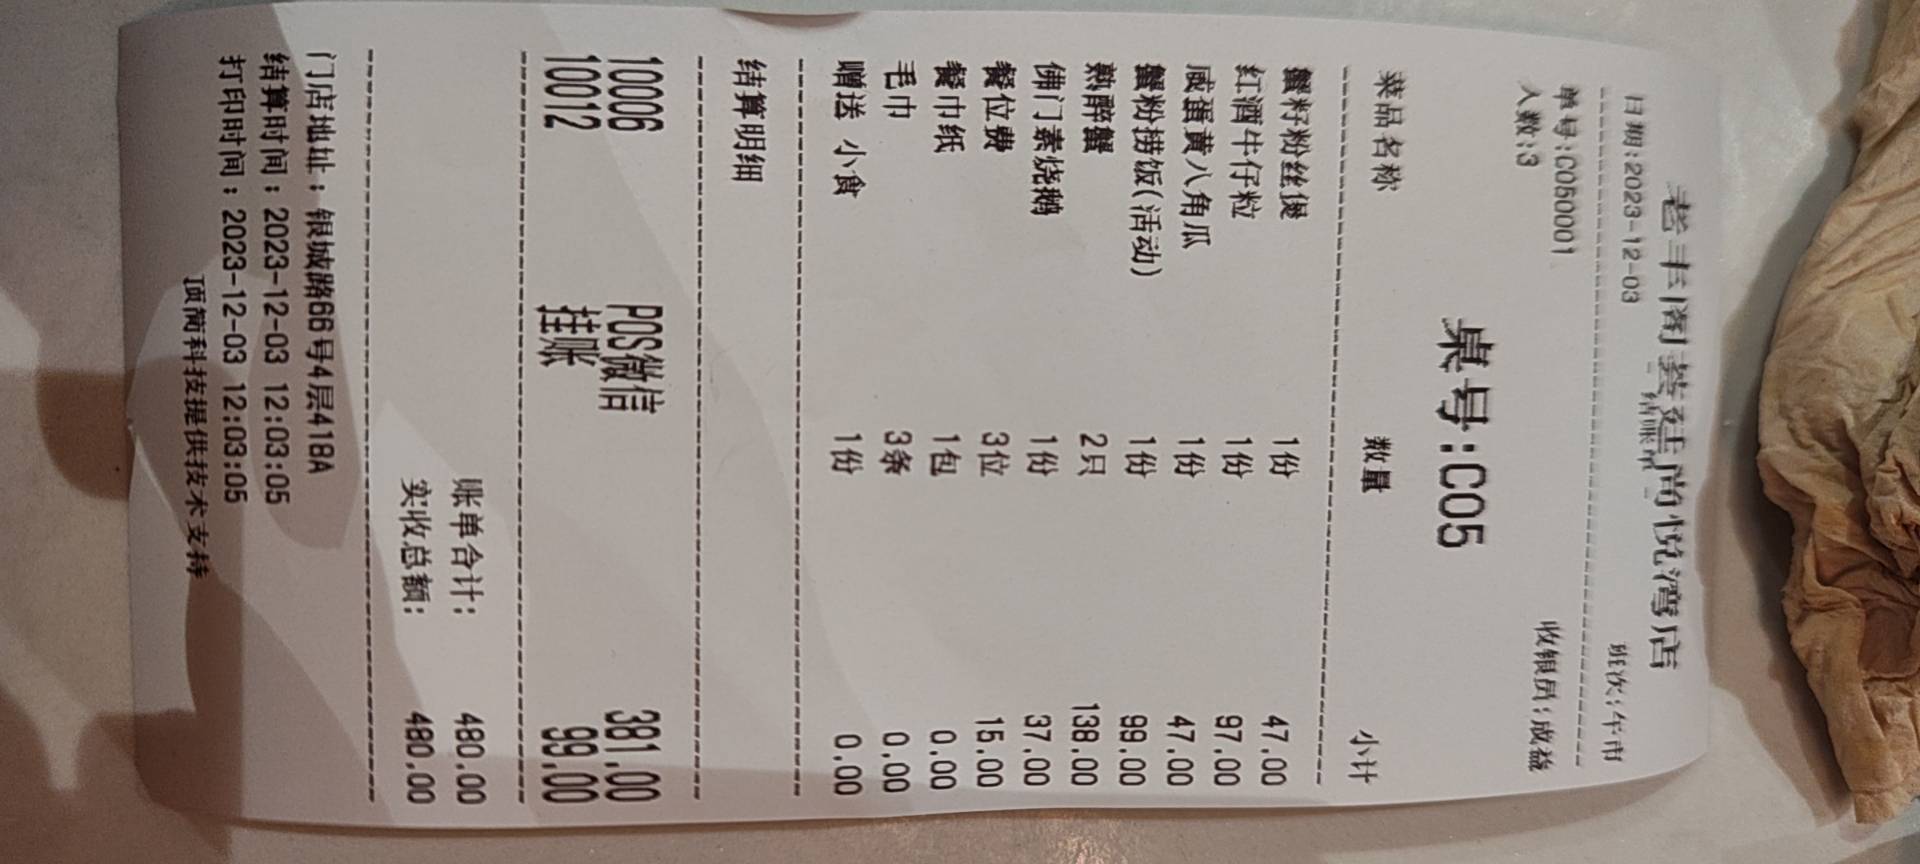 老丰阁葵廷尚悦湾店
结账单
日期:2023-12-03 班次:午市
单号:C050001 收银员:成益
人数:3
桌号:C05
菜品名称 数量 小计
蟹籽粉丝煲 1份 47.00
红酒牛仔粒 1份 97.00
咸蛋黄八角瓜 1份 47.00
蟹粉捞饭(活动) 1份 99.00
熟醉蟹 2只 138.00
佛门素烧鹅 1份 37.00
餐位费 3位 15.00
餐巾纸 1包 0.00
毛巾 3条 0.00
赠送 小食 1份 0.00
结算明细
10006 POS微信 381.00
10012 挂账 99.00
账单合计: 480.00
实收总额: 480.00
门店地址:银城路66号4层418A
结算时间:2023-12-03 12:03:05
打印时间:2023-12-03 12:03:05
顶简科技提供技术支持